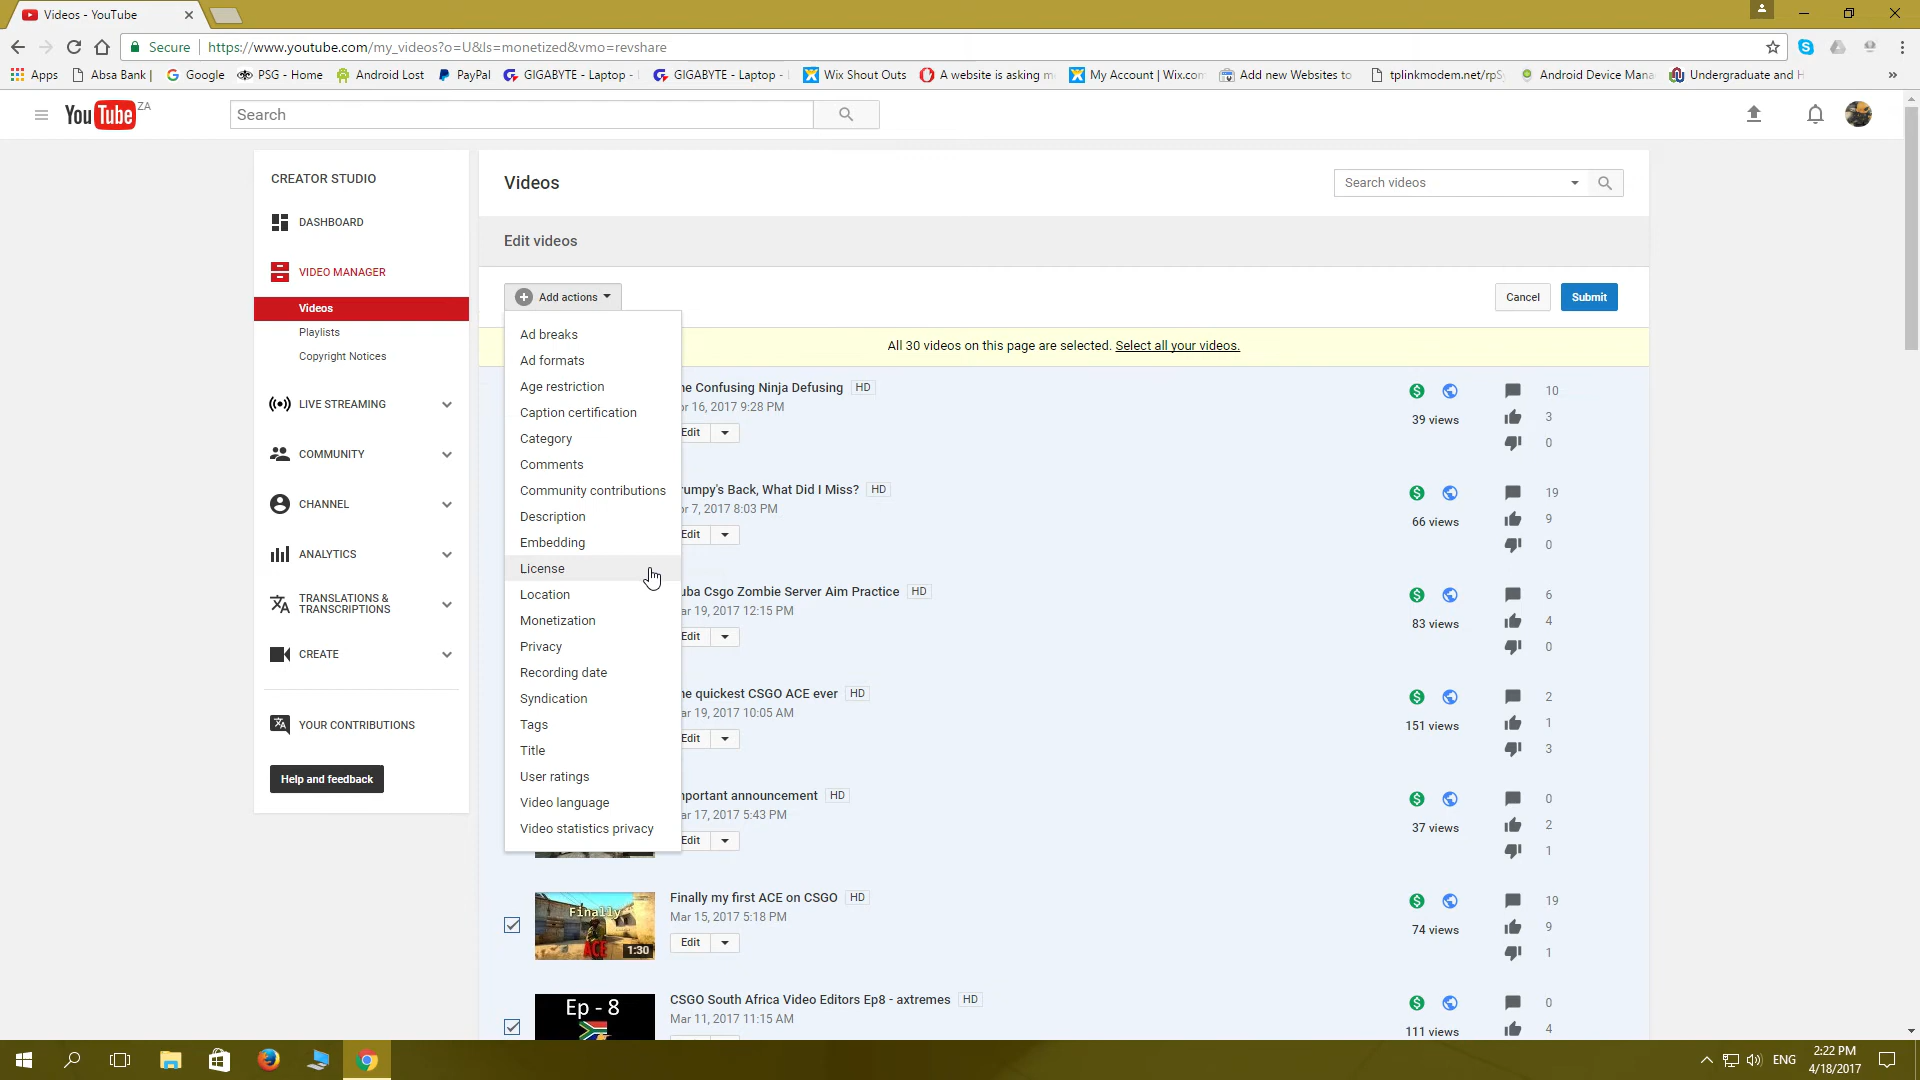 Videos - YouTube
Secure
https://www.youtube.com/my_videos?o=U&ls=monetized&vmo=revshare
Apps
Absa Bank |
Google
PSG - Home
Android Lost
PayPal
GIGABYTE - Laptop -
GIGABYTE - Laptop -
Wix Shout Outs
A website is asking
My Account | Wix.com
Add new Websites to
tplinkmodem.net/rpS
Android Device Mana
Undergraduate and H
YouTube ZA
Search
CREATOR STUDIO
DASHBOARD
VIDEO MANAGER
Videos
Playlists
Copyright Notices
LIVE STREAMING
COMMUNITY
CHANNEL
ANALYTICS
TRANSLATIONS &
TRANSCRIPTIONS
CREATE
YOUR CONTRIBUTIONS
Help and feedback
Videos
Search videos
Edit videos
Add actions
Cancel
Submit
All 30 videos on this page are selected. Select all your videos.
Ad breaks
Ad formats
Age restriction
Caption certification
Category
Comments
Community contributions
Description
Embedding
License
Location
Monetization
Privacy
Recording date
Syndication
Tags
Title
User ratings
Video language
Video statistics privacy
ne Confusing Ninja Defusing HD
pr 16, 2017 9:28 PM
Edit
39 views
10
3
0
rumpy's Back, What Did I Miss? HD
pr 7, 2017 8:03 PM
Edit
66 views
19
9
0
uba Csgo Zombie Server Aim Practice HD
ar 19, 2017 12:15 PM
Edit
83 views
6
4
0
ne quickest CSGO ACE ever HD
ar 19, 2017 10:05 AM
Edit
151 views
2
1
3
nportant announcement HD
ar 17, 2017 5:43 PM
Edit
37 views
0
2
1
Finally
ACE
1:30
Finally my first ACE on CSGO HD
Mar 15, 2017 5:18 PM
Edit
74 views
19
9
1
Ep - 8
CSGO South Africa Video Editors Ep8 - axtremes HD
Mar 11, 2017 11:15 AM
111 views
0
4
ENG
2:22 PM
4/18/2017